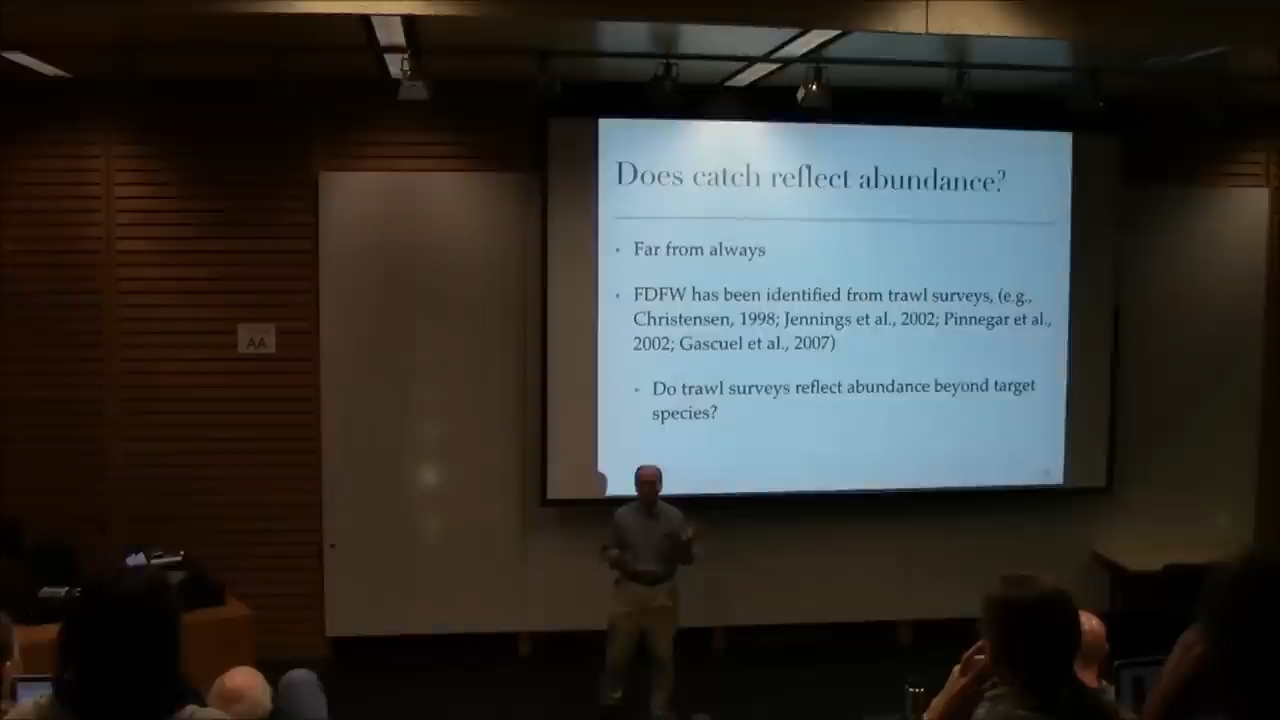 Does catch reflect abundance?
• Far from always
• FDFW has been identified from trawl surveys, (e.g.,
Christensen, 1998; Jennings et al., 2002; Pinnegar et al.,
2002; Gascuel et al., 2007)
• Do trawl surveys reflect abundance beyond target
species?
AA